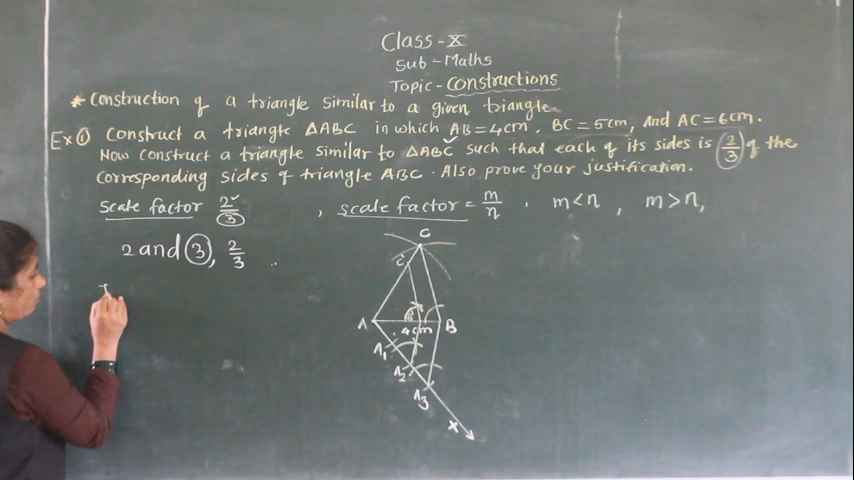 Class-X
Sub-Maths
Topic-Constructions
* Construction of a triangle similar to a given triangle.
Ex① Construct a triangle △ABC in which AB=4cm, BC=5cm, And AC=6cm.
Now construct a triangle similar to △ABC such that each of its sides is 2/3 of the
corresponding sides of triangle ABC. Also prove your justification.
Scale factor 2/3, scale factor = m/n, m<n, m>n,
2 and 3, 2/3 ..
C
C'
A B' B
4cm
A1
A2
A3
X